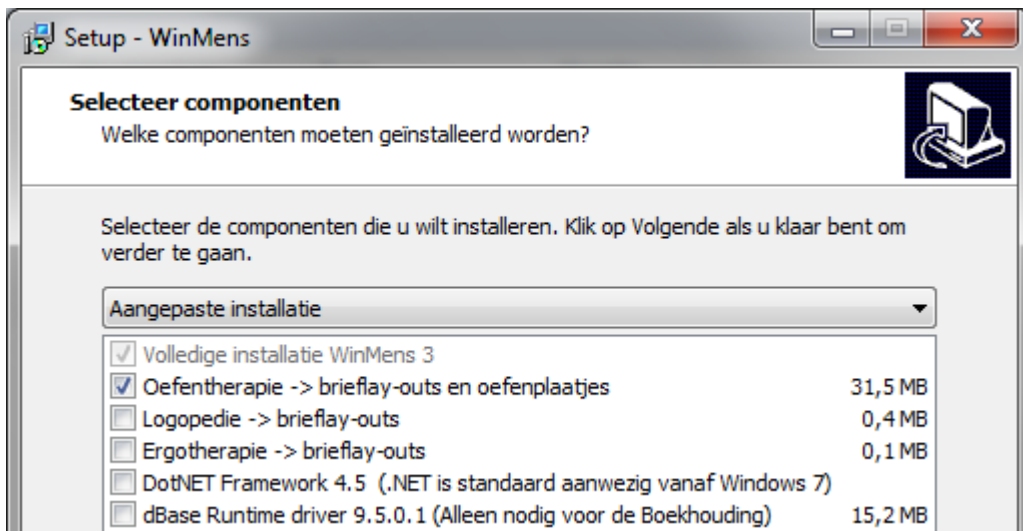 Setup - WinMens
Selecteer componenten
Welke componenten moeten geïnstalleerd worden?
Selecteer de componenten die u wilt installeren. Klik op Volgende als u klaar bent om
verder te gaan.
Aangepaste installatie
Volledige installatie WinMens 3
Oefentherapie -> brieflay-outs en oefenplaatjes 31,5 MB
Logopedie -> brieflay-outs 0,4 MB
Ergotherapie -> brieflay-outs 0,1 MB
DotNET Framework 4.5 (.NET is standaard aanwezig vanaf Windows 7)
dBase Runtime driver 9.5.0.1 (Alleen nodig voor de Boekhouding) 15,2 MB